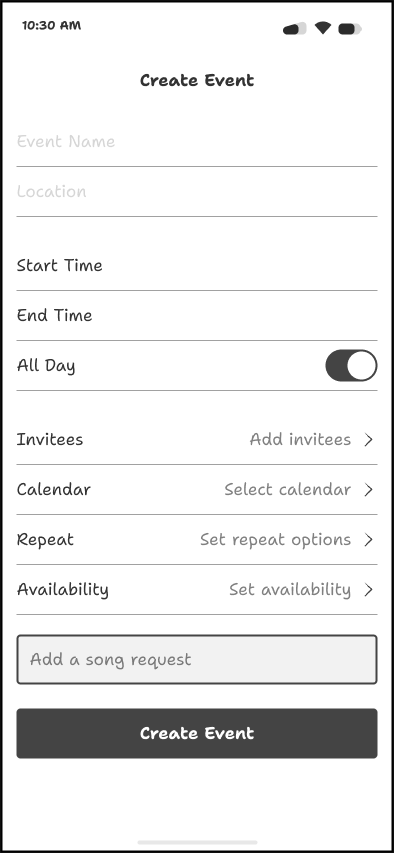 10:30 AM
Create Event
Event Name
Location
Start Time
End Time
All Day
Invitees Add invitees
Calendar Select calendar
Repeat Set repeat options
Availability Set availability
Add a song request
Create Event